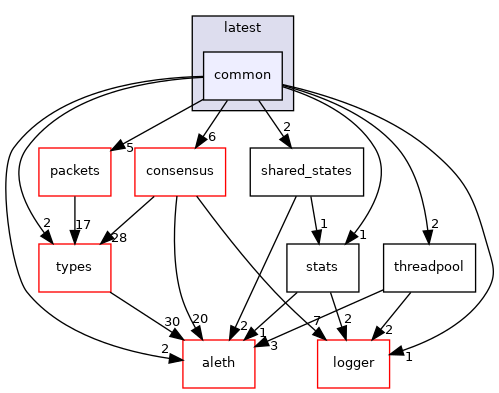 latest
common
5
6
2
packets
consensus
shared_states
2
17
28
1
1
2
types
stats
threadpool
30
20
2
1
3
7
2
2
2
1
aleth
logger